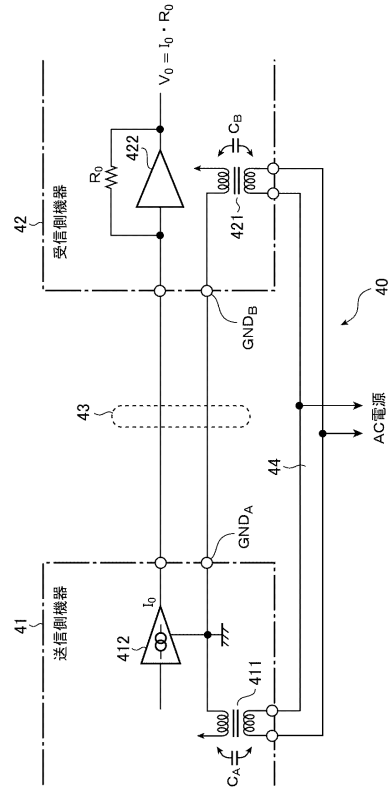 41
送信側機器
412
I₀
GND_A
411
C_A
43
44
42
受信側機器
R₀
422
V₀ = I₀ · R₀
GND_B
421
C_B
AC電源
40